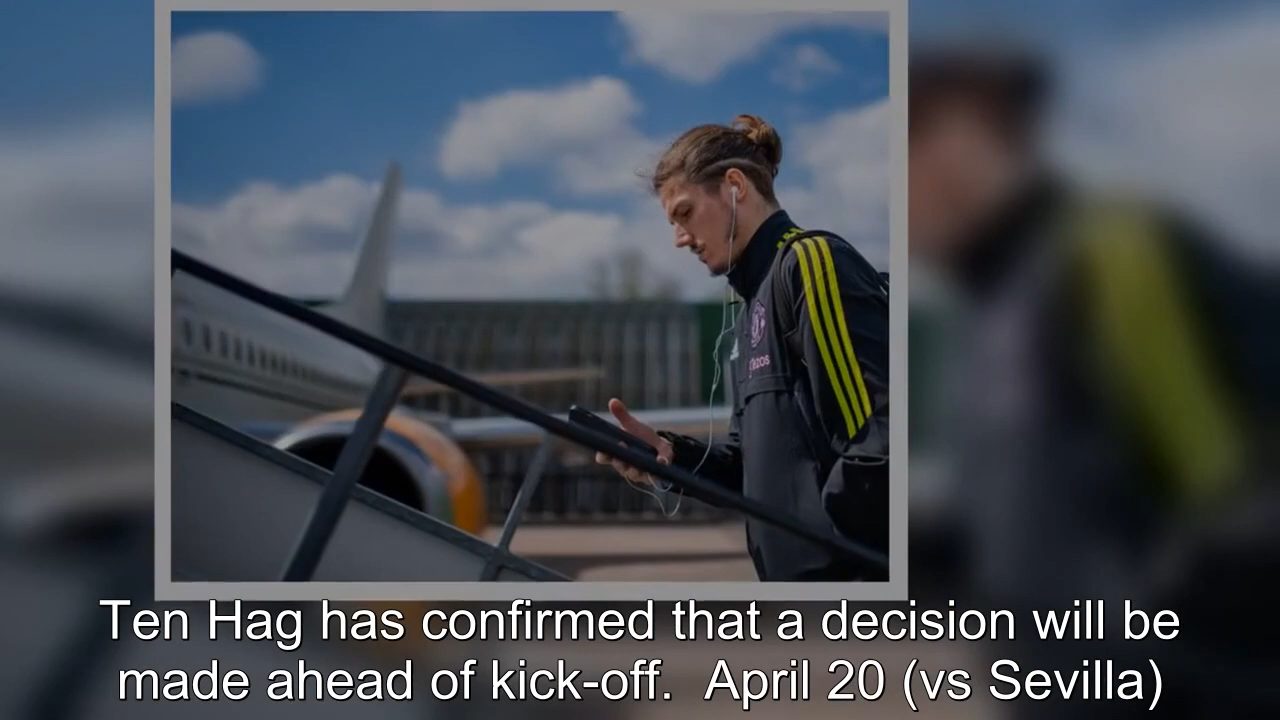 Ten Hag has confirmed that a decision will be
made ahead of kick-off.  April 20 (vs Sevilla)